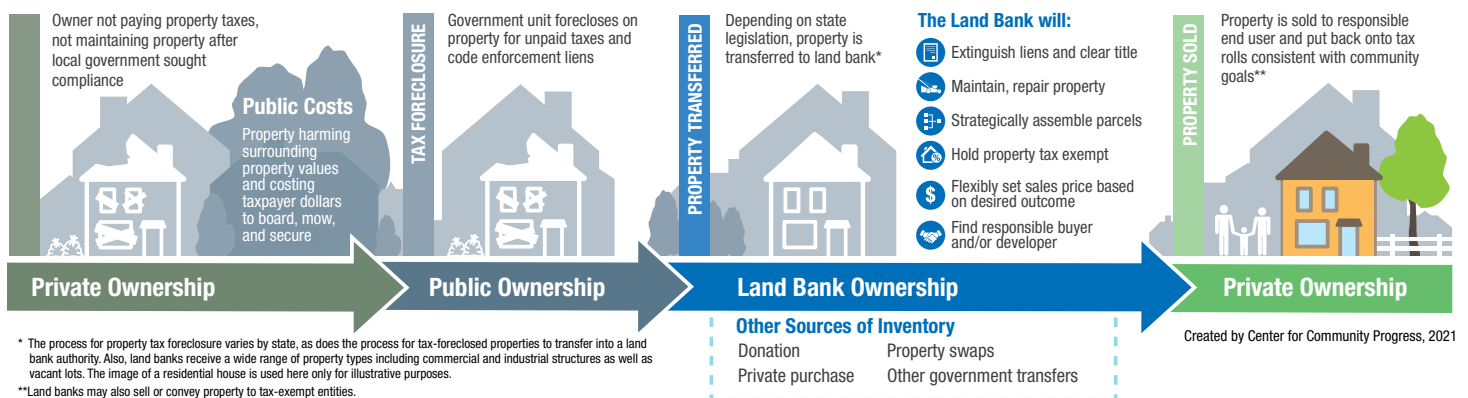 Owner not paying property taxes,
not maintaining property after
local government sought
compliance
Public Costs
Property harming
surrounding
property values
and costing
taxpayer dollars
to board, mow,
and secure
TAX FORECLOSURE
Government unit forecloses on
property for unpaid taxes and
code enforcement liens
PROPERTY TRANSFERRED
Depending on state
legislation, property is
transferred to land bank*
The Land Bank will:
Extinguish liens and clear title
Maintain, repair property
Strategically assemble parcels
Hold property tax exempt
$
Flexibly set sales price based
on desired outcome
Find responsible buyer
and/or developer
PROPERTY SOLD
Property is sold to responsible
end user and put back onto tax
rolls consistent with community
goals**
Private Ownership
Public Ownership
Land Bank Ownership
Private Ownership
Other Sources of Inventory
Donation
Private purchase
Property swaps
Other government transfers
Created by Center for Community Progress, 2021
* The process for property tax foreclosure varies by state, as does the process for tax-foreclosed properties to transfer into a land
bank authority. Also, land banks receive a wide range of property types including commercial and industrial structures as well as
vacant lots. The image of a residential house is used here only for illustrative purposes.
**Land banks may also sell or convey property to tax-exempt entities.